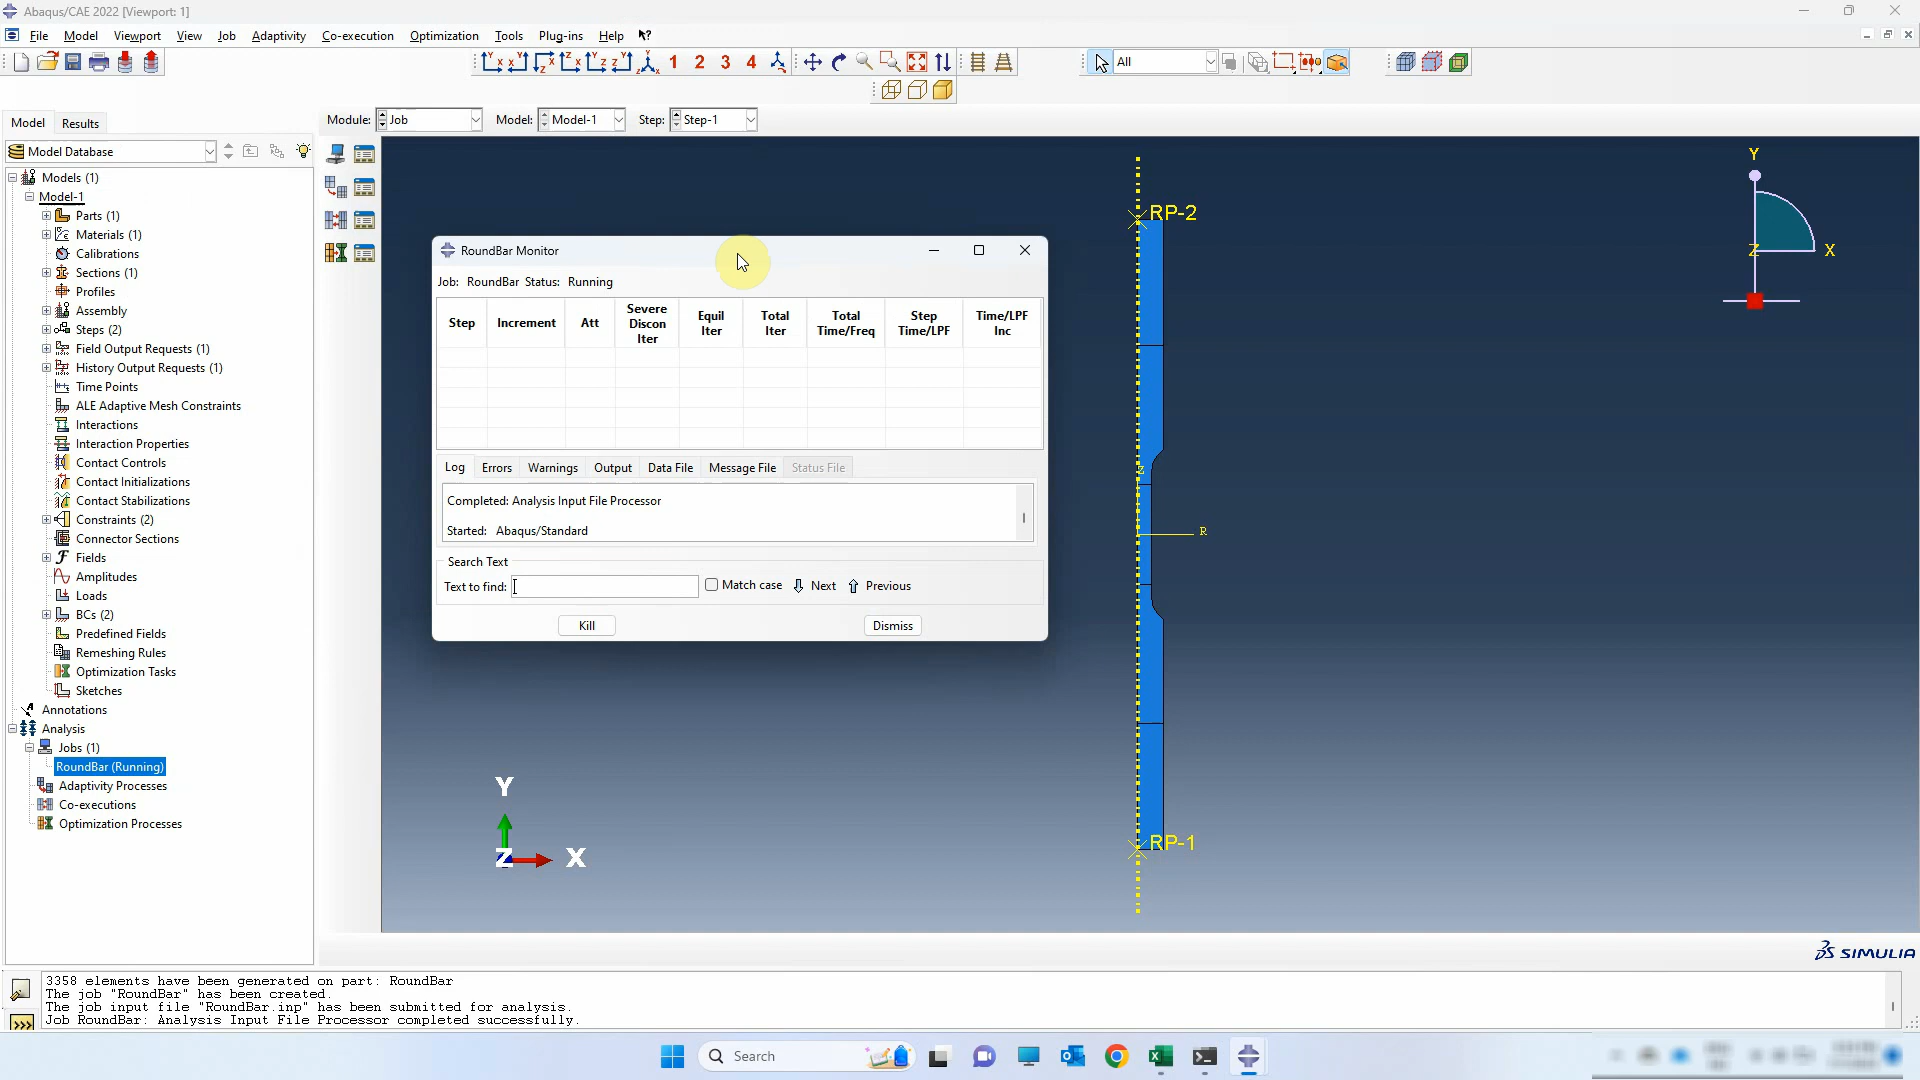 Abaqus/CAE 2022 [Viewport: 1]
File Model Viewport View Job Adaptivity Co-execution Optimization Tools Plug-ins Help
1 2 3 4
All
Model Results
Module: Job Model: Model-1 Step: Step-1
Model Database
Models (1)
Model-1
Parts (1)
Materials (1)
Calibrations
Sections (1)
Profiles
Assembly
Steps (2)
Field Output Requests (1)
History Output Requests (1)
Time Points
ALE Adaptive Mesh Constraints
Interactions
Interaction Properties
Contact Controls
Contact Initializations
Contact Stabilizations
Constraints (2)
Connector Sections
Fields
Amplitudes
Loads
BCs (2)
Predefined Fields
Remeshing Rules
Optimization Tasks
Sketches
Annotations
Analysis
Jobs (1)
RoundBar (Running)
Adaptivity Processes
Co-executions
Optimization Processes
RoundBar Monitor
Job: RoundBar Status: Running
Step Increment Att Severe Discon Iter Equil Iter Total Iter Total Time/Freq Step Time/LPF Time/LPF Inc
Log Errors Warnings Output Data File Message File Status File
Completed: Analysis Input File Processor
Started: Abaqus/Standard
Search Text
Text to find: Match case Next Previous
Kill Dismiss
RP-2
Z
R
RP-1
Y
Z X
Y
Z X
SIMULIA
3358 elements have been generated on part: RoundBar
The job "RoundBar" has been created.
The job input file "RoundBar.inp" has been submitted for analysis.
Job RoundBar: Analysis Input File Processor completed successfully.
>>>
Search